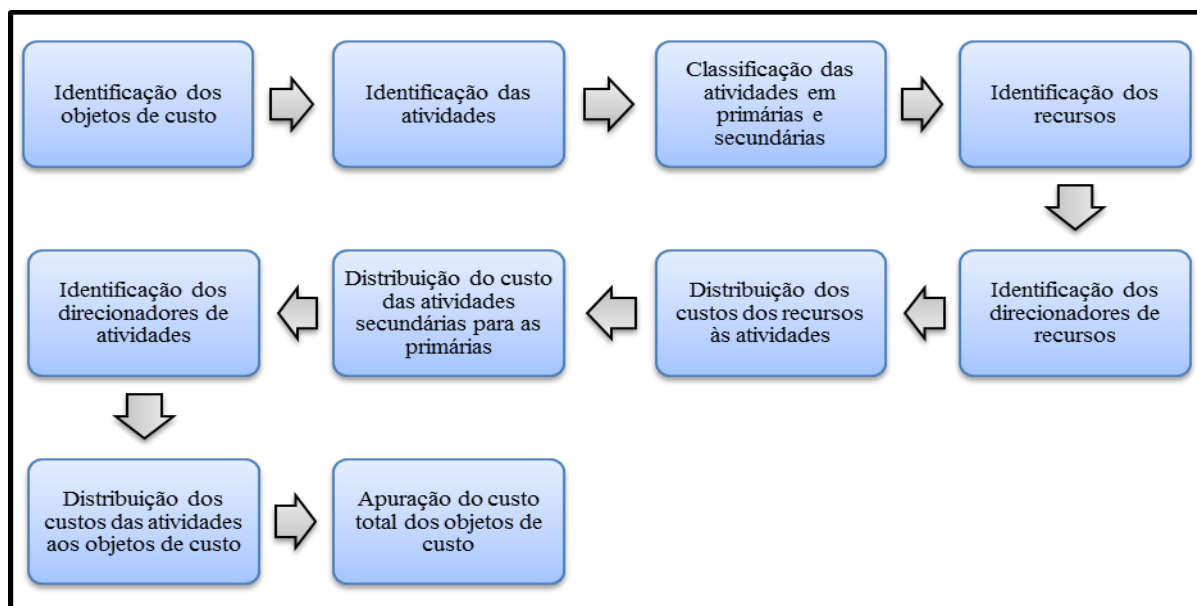 Identificação dos
objetos de custo
Identificação das
atividades
Classificação das
atividades em
primárias e
secundárias
Identificação dos
recursos
Identificação dos
direcionadores de
recursos
Distribuição dos
custos dos recursos
às atividades
Distribuição do custo
das atividades
secundárias para as
primárias
Identificação dos
direcionadores de
atividades
Distribuição dos
custos das atividades
aos objetos de custo
Apuração do custo
total dos objetos de
custo